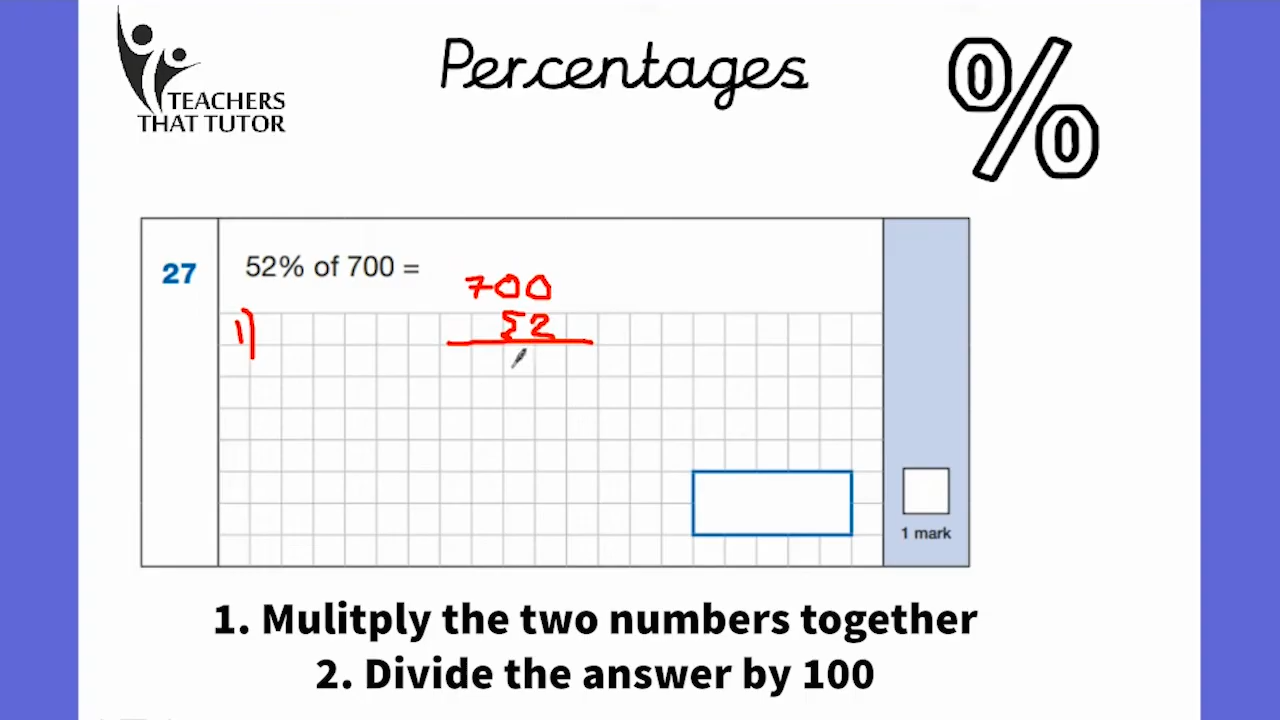 TEACHERS
THAT TUTOR
Percentages
%
27
52% of 700 =
700
1)
52
1 mark
1. Mulitply the two numbers together
2. Divide the answer by 100